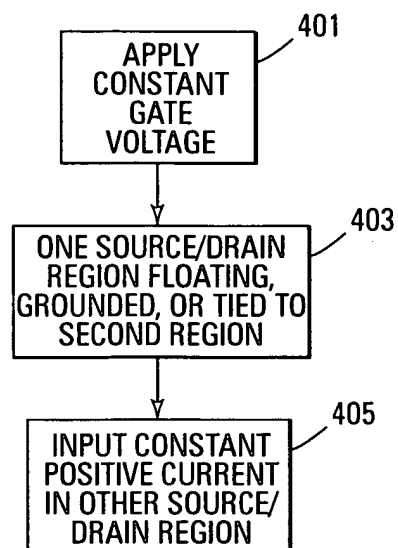 401
APPLY
CONSTANT
GATE
VOLTAGE
403
ONE SOURCE/DRAIN
REGION FLOATING,
GROUNDED, OR TIED TO
SECOND REGION
405
INPUT CONSTANT
POSITIVE CURRENT
IN OTHER SOURCE/
DRAIN REGION